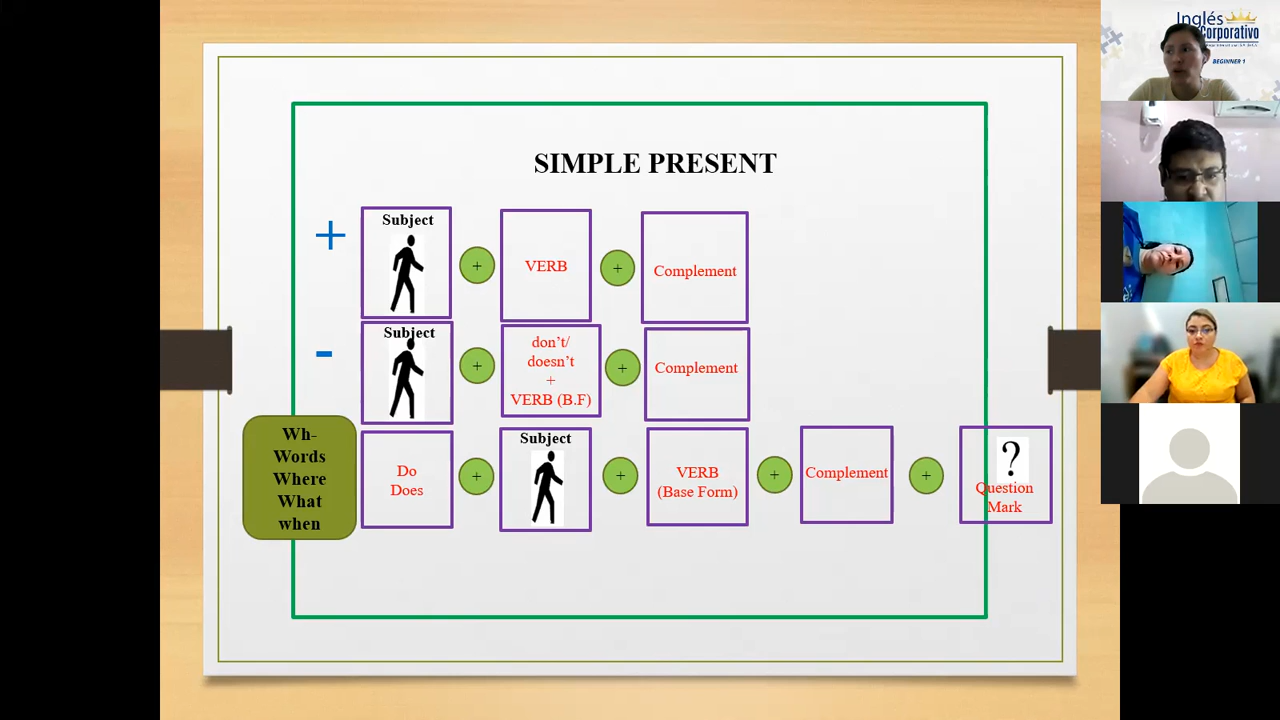 SIMPLE PRESENT
+
Subject
+
VERB
+
Complement
-
Subject
+
don't/
doesn't
+
VERB (B.F)
+
Complement
Wh-
Words
Where
What
when
Do
Does
+
Subject
+
VERB
(Base Form)
+
Complement
+
?
Question
Mark
Inglés
Corporativo
BEGINNER 1